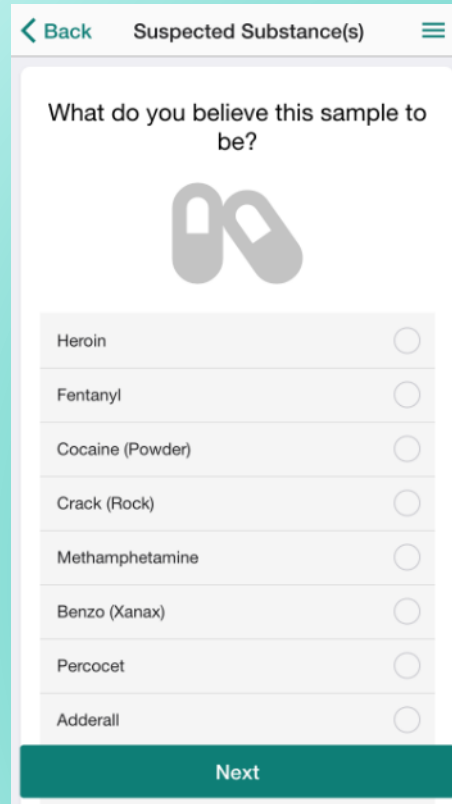 Back
Suspected Substance(s)
What do you believe this sample to
be?
Heroin
Fentanyl
Cocaine (Powder)
Crack (Rock)
Methamphetamine
Benzo (Xanax)
Percocet
Adderall
Next